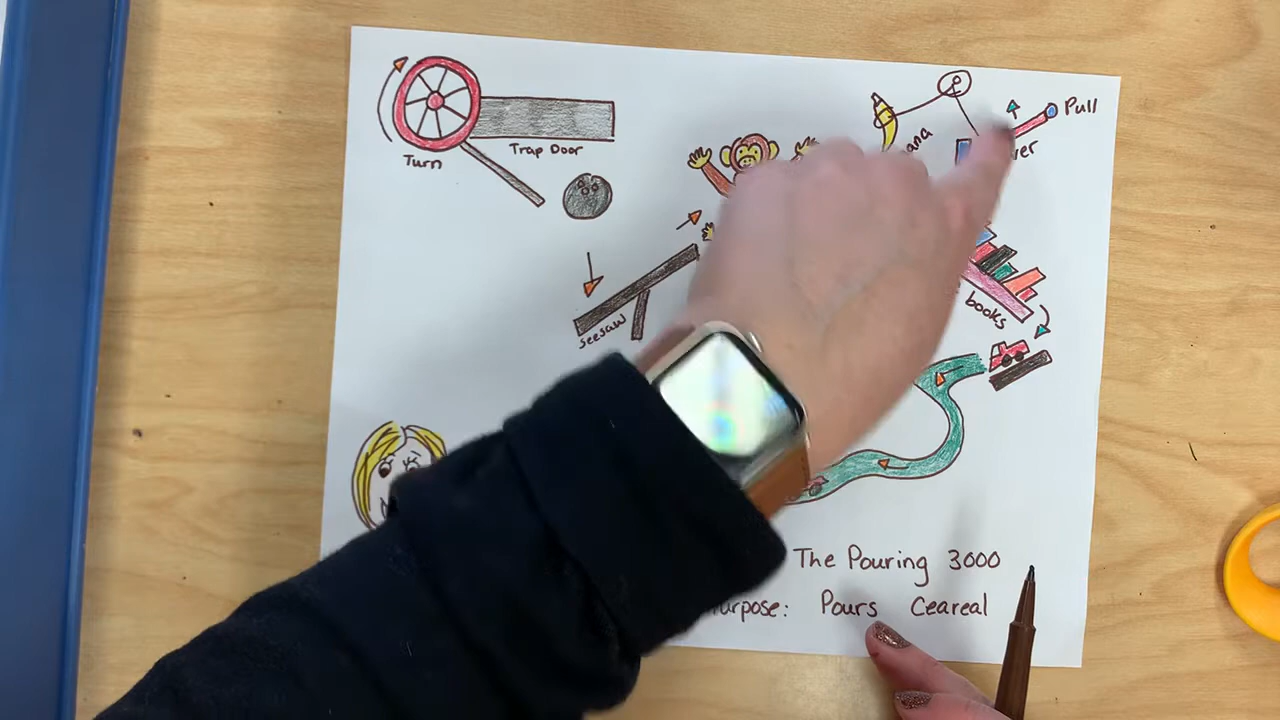 Turn
Trap Door
Pull
seesaw
books
The Pouring 3000
Pours Ceareal